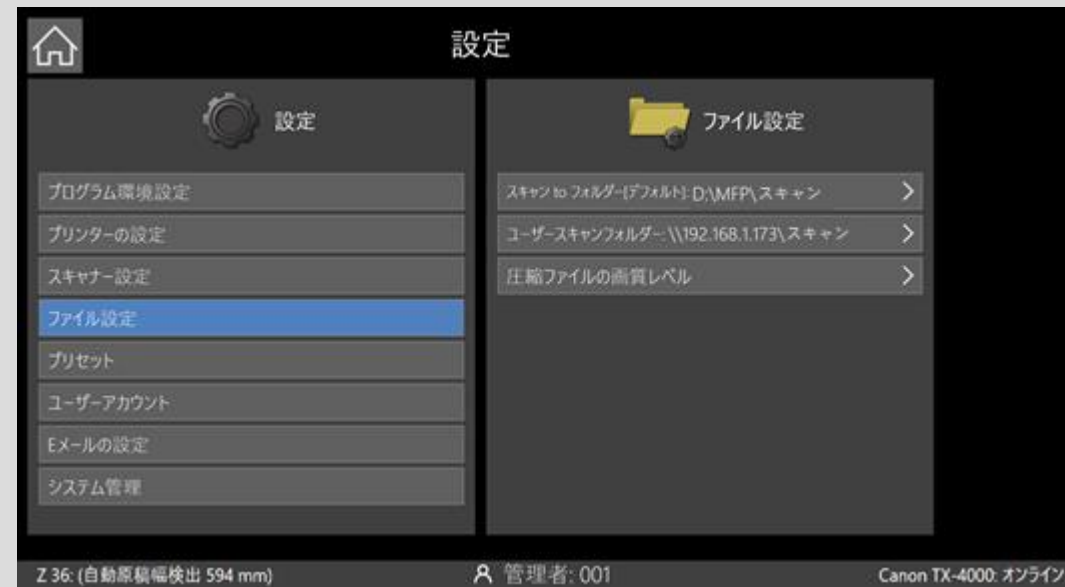 設定
設定
プログラム環境設定
プリンターの設定
スキャナー設定
ファイル設定
プリセット
ユーザーアカウント
Eメールの設定
システム管理
ファイル設定
スキャン to フォルダー[デフォルト]: D:\MFP\スキャン
ユーザースキャンフォルダー: \\192.168.1.173\スキャン
圧縮ファイルの画質レベル
Z 36: (自動原稿幅検出 594 mm)
管理者: 001
Canon TX-4000: オンライン